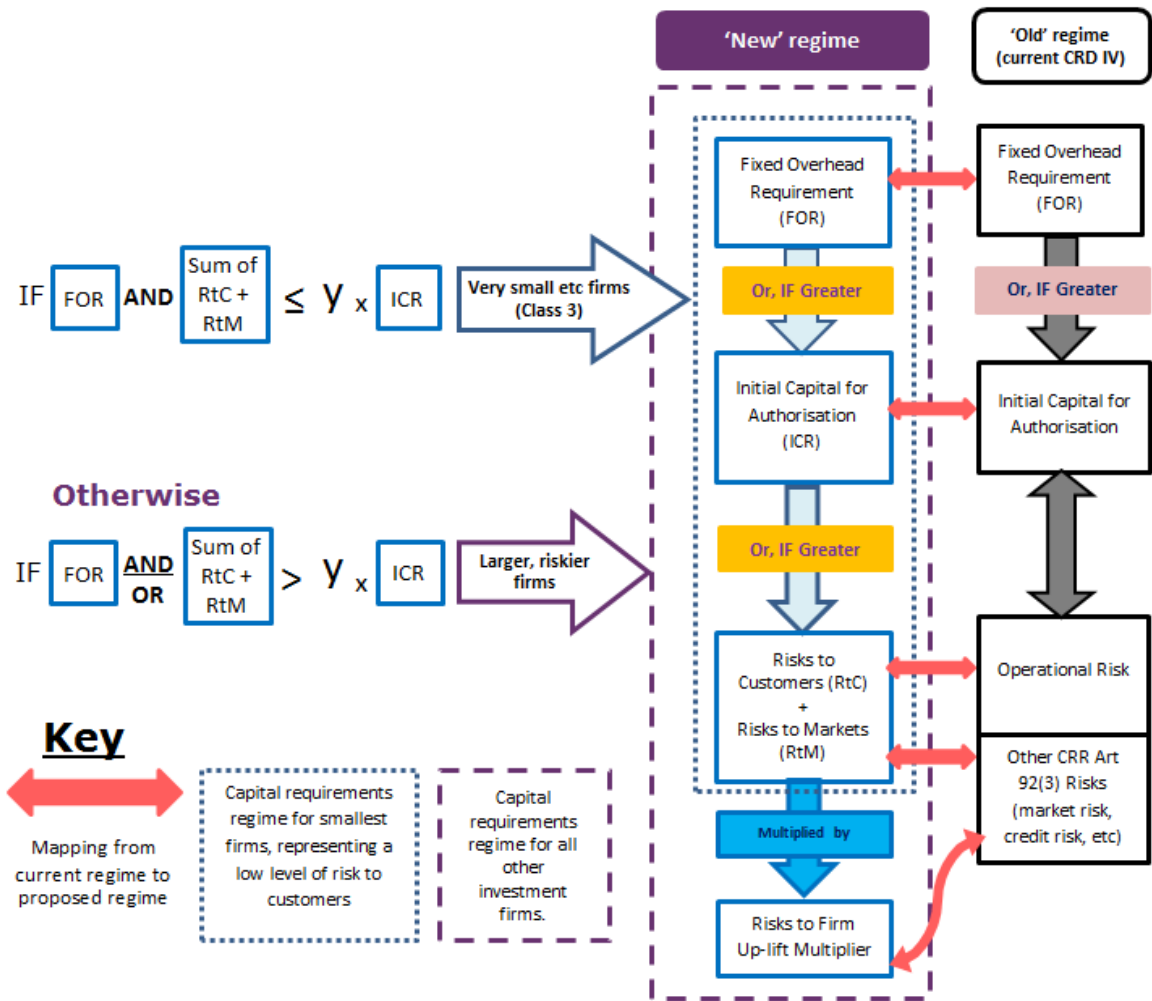 'New' regime
'Old' regime
(current CRD IV)
Fixed Overhead
Requirement
(FOR)
Fixed Overhead
Requirement
(FOR)
IF FOR AND Sum of
RtC +
RtM ≤ y x ICR
Very small etc firms
(Class 3)
Or, IF Greater
Or, IF Greater
Initial Capital for
Authorisation
(ICR)
Initial Capital for
Authorisation
Otherwise
IF FOR AND
OR Sum of
RtC +
RtM > y x ICR
Larger, riskier
firms
Or, IF Greater
Risks to
Customers (RtC)
+
Risks to Markets
(RtM)
Operational Risk
Other CRR Art
92(3) Risks
(market risk,
credit risk, etc)
Multiplied by
Risks to Firm
Up-lift Multiplier
Key
Mapping from
current regime to
proposed regime
Capital requirements
regime for smallest
firms, representing a
low level of risk to
customers
Capital
requirements
regime for all
other
investment
firms.